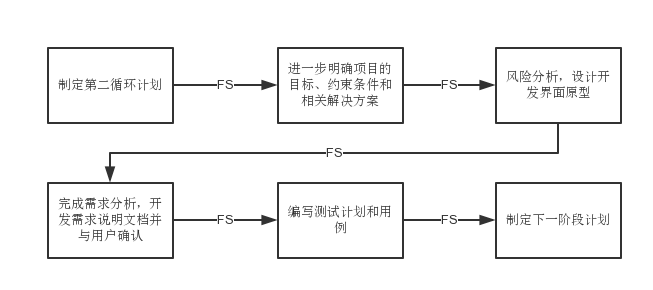 制定第二循环计划
FS
进一步明确项目的
目标、约束条件和
相关解决方案
FS
风险分析，设计开
发界面原型
FS
完成需求分析，开
发需求说明文档并
与用户确认
FS
编写测试计划和用
例
FS
制定下一阶段计划